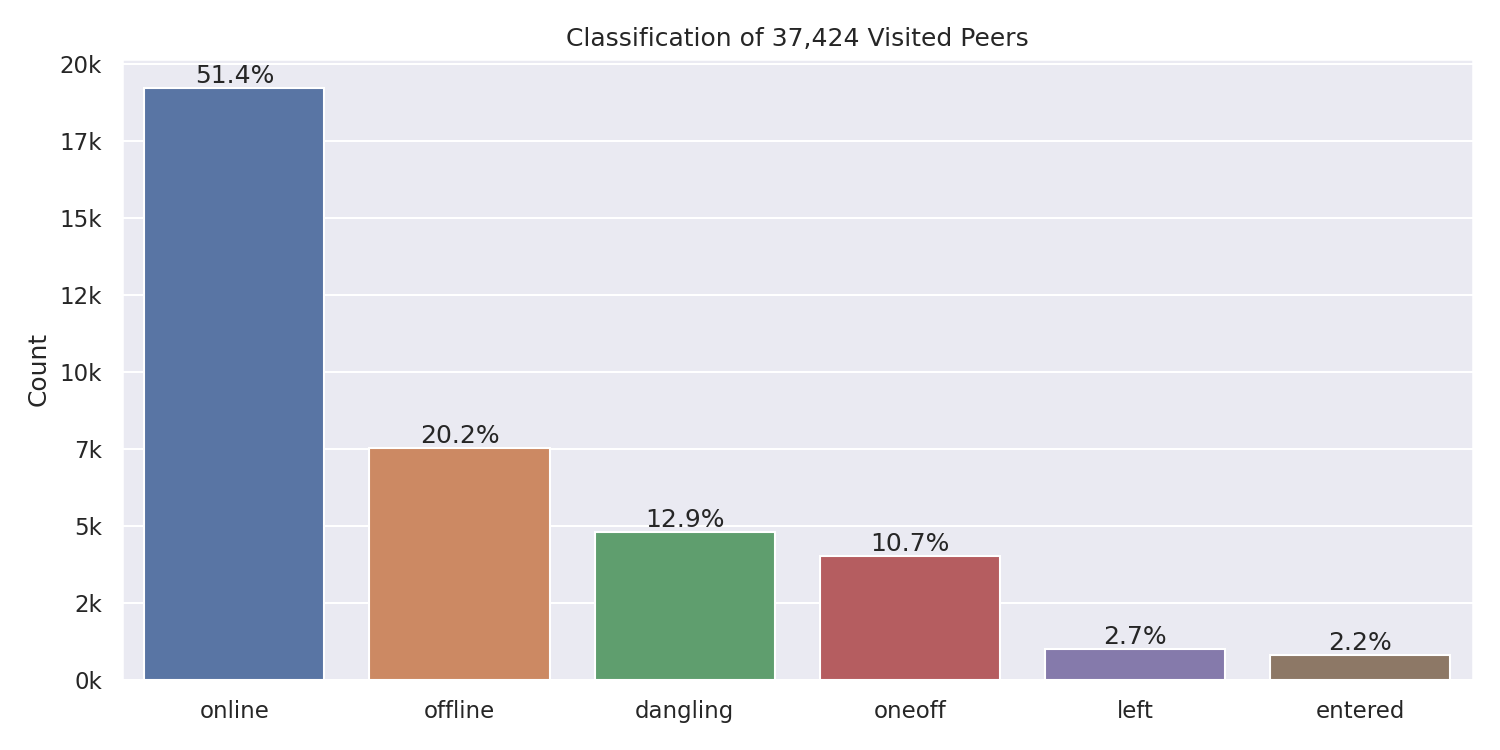 Classification of 37,424 Visited Peers
20k
17k
15k
12k
10k
7k
5k
2k
0k
Count
51.4%
20.2%
12.9%
10.7%
2.7%
2.2%
online
offline
dangling
oneoff
left
entered